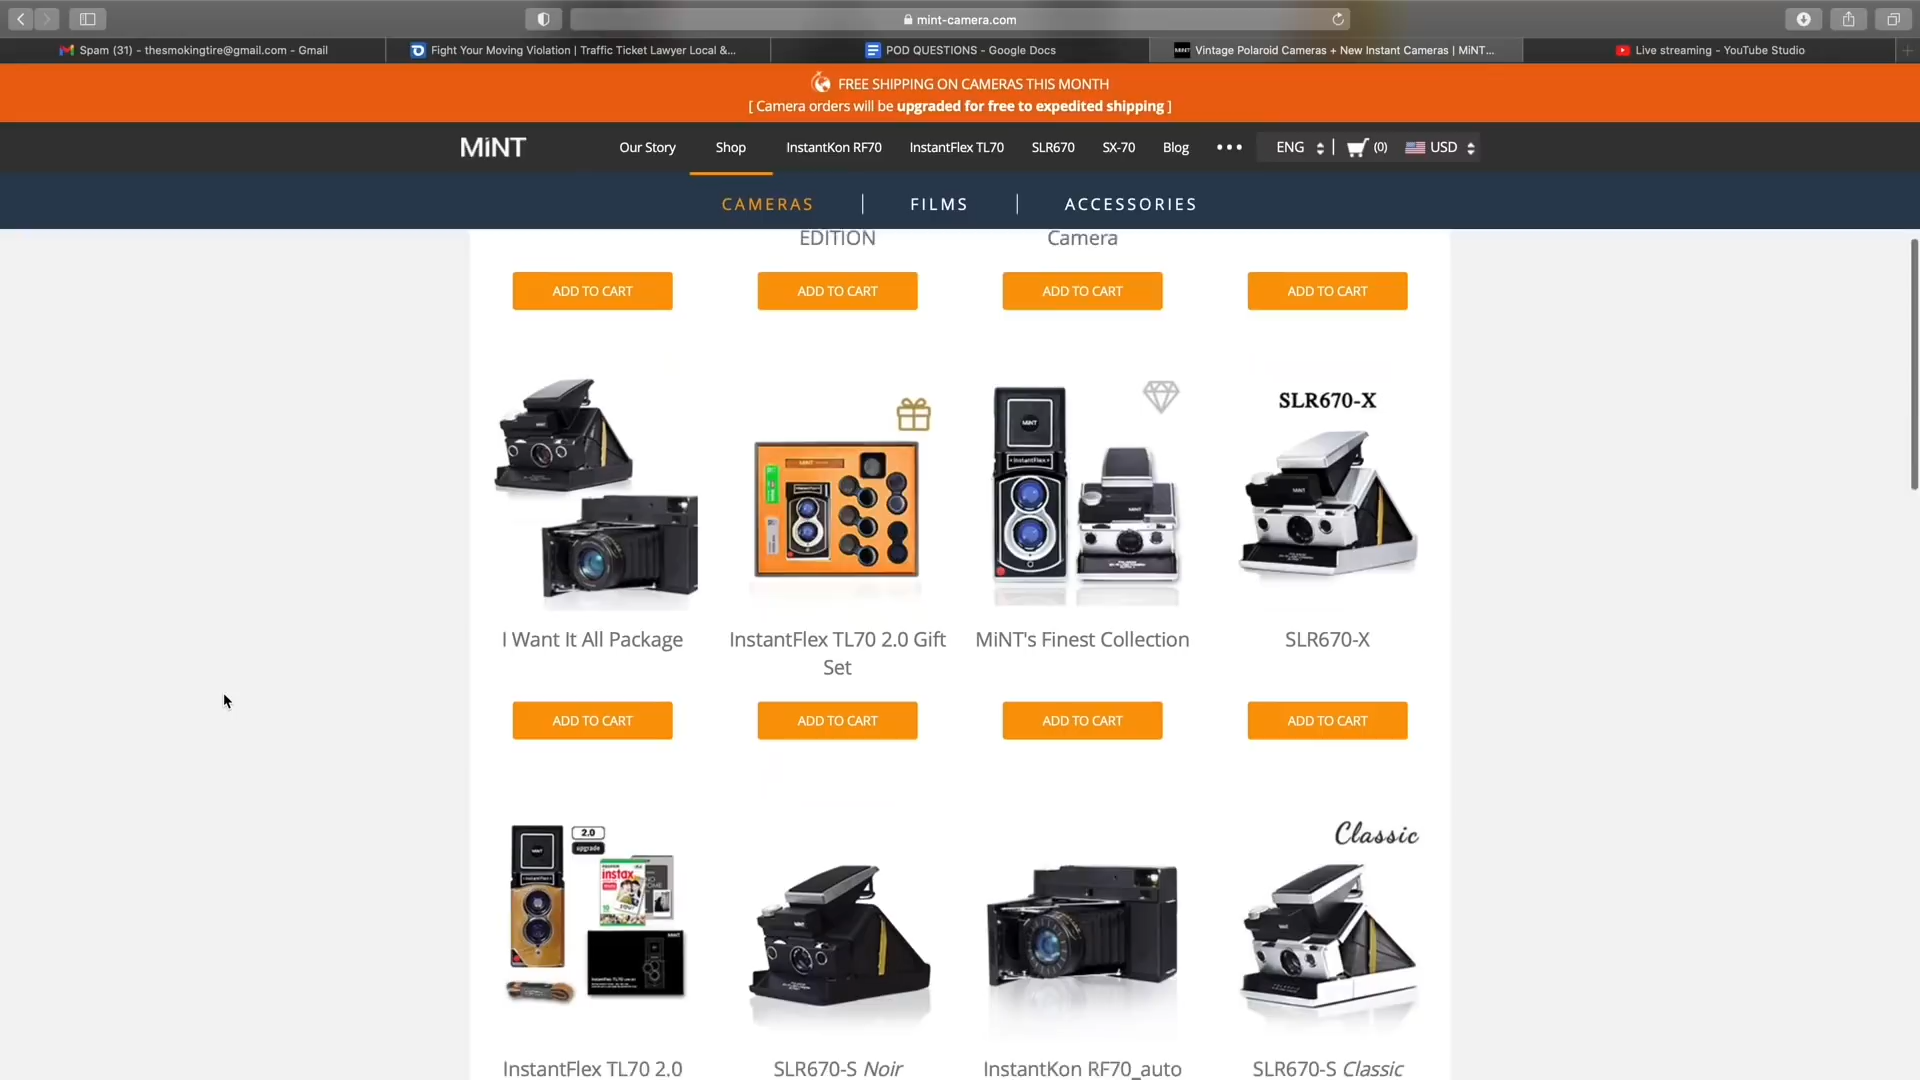 mint-camera.com
Spam (31) - thesmokingtire@gmail.com - Gmail
Fight Your Moving Violation | Traffic Ticket Lawyer Local &...
POD QUESTIONS - Google Docs
Vintage Polaroid Cameras + New Instant Cameras | MiNT...
Live streaming - YouTube Studio
FREE SHIPPING ON CAMERAS THIS MONTH
[ Camera orders will be upgraded for free to expedited shipping ]
MiNT
Our Story
Shop
InstantKon RF70
InstantFlex TL70
SLR670
SX-70
Blog
•••
ENG
(0)
USD
CAMERAS
FILMS
ACCESSORIES
EDITION
Camera
ADD TO CART
ADD TO CART
ADD TO CART
ADD TO CART
SLR670-X
I Want It All Package
InstantFlex TL70 2.0 Gift
Set
MiNT's Finest Collection
SLR670-X
ADD TO CART
ADD TO CART
ADD TO CART
ADD TO CART
2.0
upgrade
instax
Classic
InstantFlex TL70 2.0
SLR670-S Noir
InstantKon RF70_auto
SLR670-S Classic